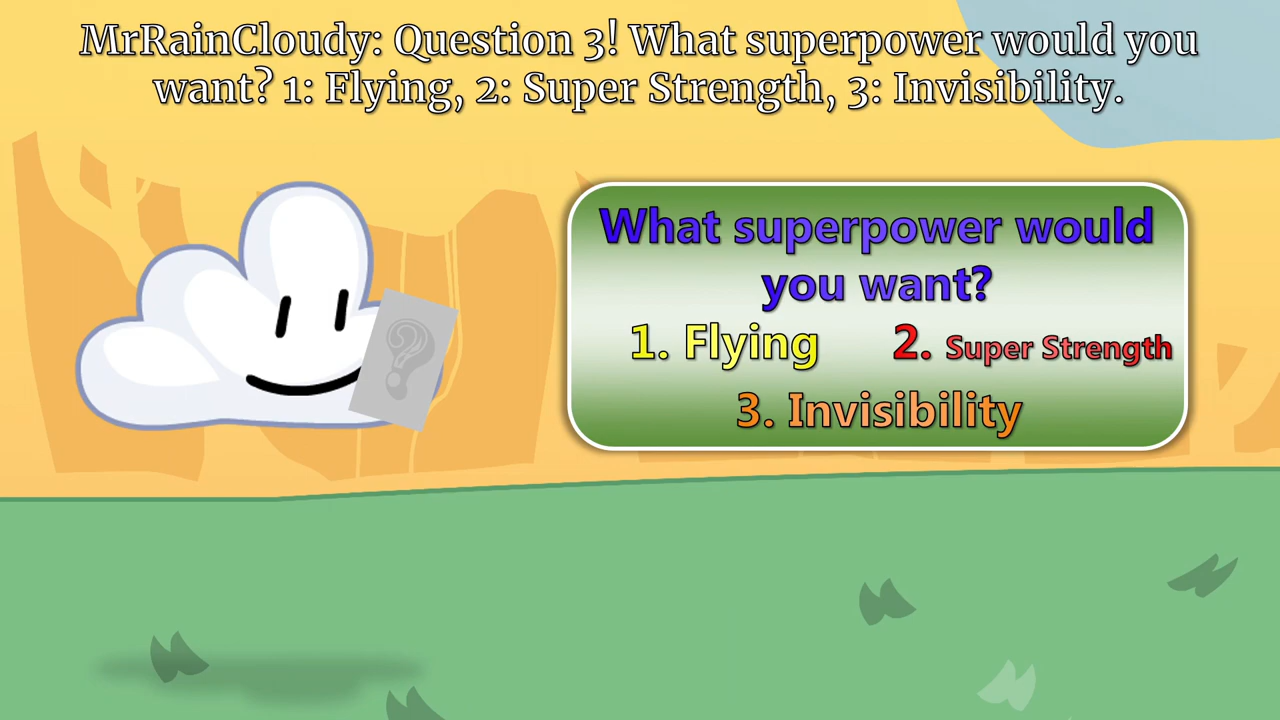 MrRainCloudy: Question 3! What superpower would you
want? 1: Flying, 2: Super Strength, 3: Invisibility.
What superpower would
you want?
1. Flying 2. Super Strength
3. Invisibility
?